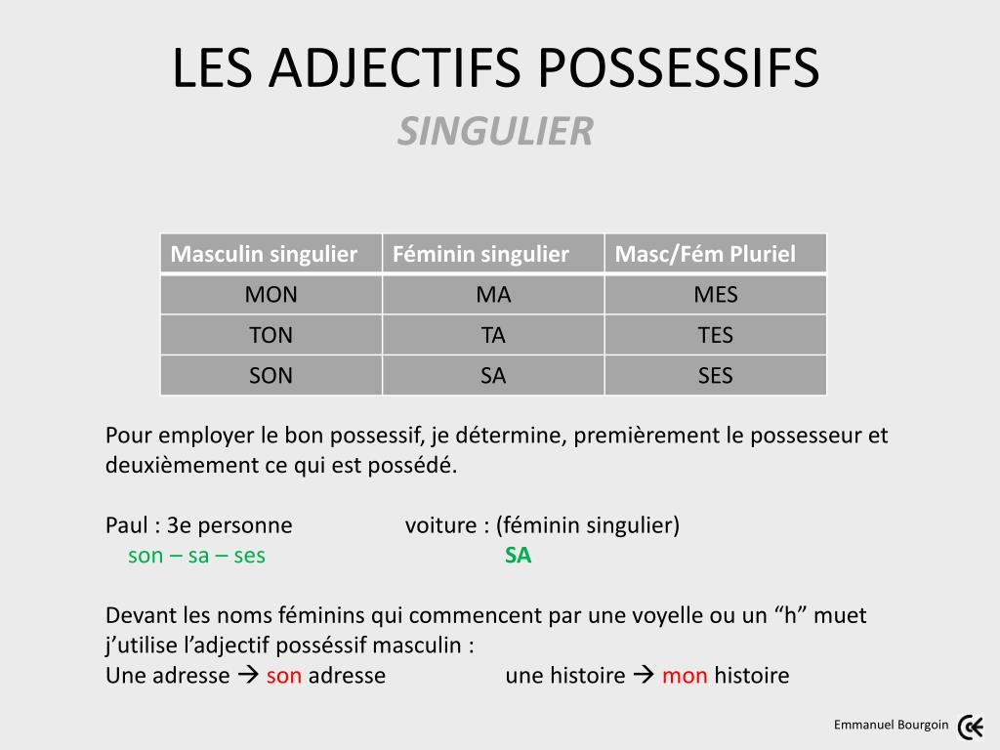 LES ADJECTIFS POSSESSIFS
SINGULIER
Masculin singulier Féminin singulier Masc/Fém Pluriel
MON MA MES
TON TA TES
SON SA SES
Pour employer le bon possessif, je détermine, premièrement le possesseur et
deuxièmement ce qui est possédé.
Paul : 3e personne voiture : (féminin singulier)
son – sa – ses SA
Devant les noms féminins qui commencent par une voyelle ou un “h” muet
j’utilise l’adjectif posséssif masculin :
Une adresse → son adresse une histoire → mon histoire
Emmanuel Bourgoin